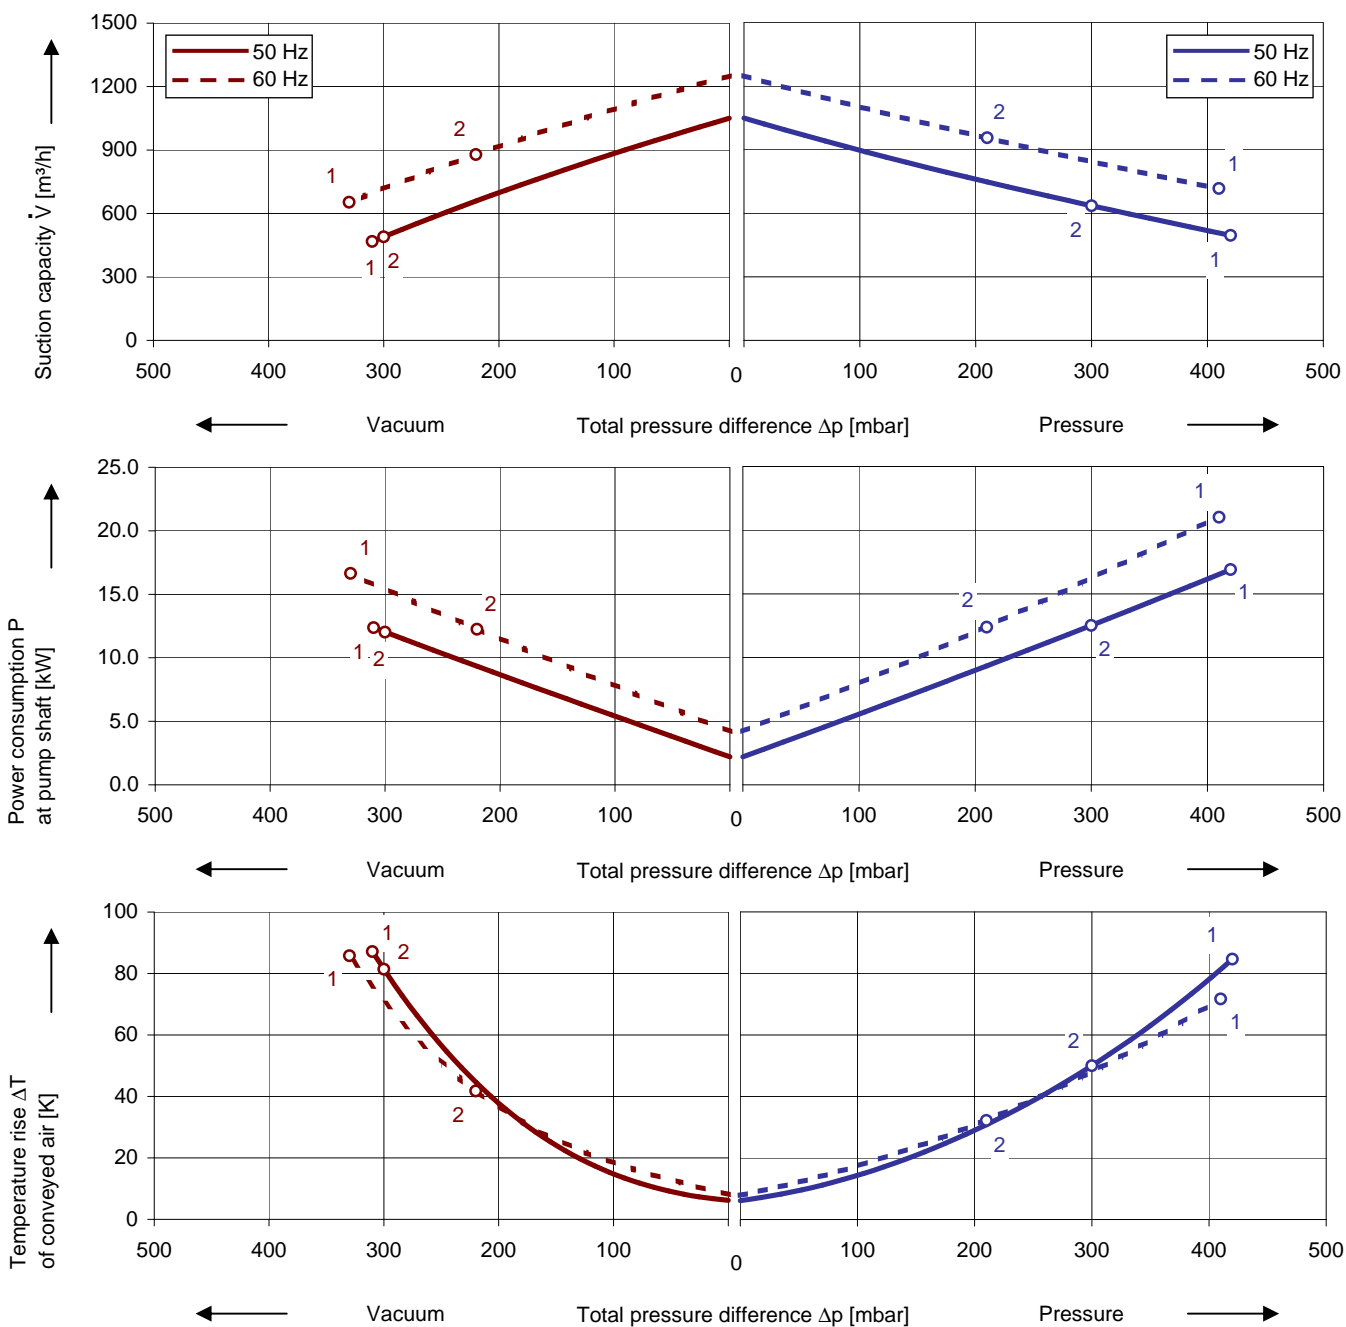 50 Hz
60 Hz
50 Hz
60 Hz
Suction capacity V̇ [m³/h]
1500
1200
900
600
300
0
1
2
1
2
2
1
2
1
500 400 300 200 100 0 100 200 300 400 500
Vacuum Total pressure difference Δp [mbar] Pressure
Power consumption P
at pump shaft [kW]
25.0
20.0
15.0
10.0
5.0
0.0
1
2
1
2
1
2
1
2
500 400 300 200 100 0 100 200 300 400 500
Vacuum Total pressure difference Δp [mbar] Pressure
Temperature rise ΔT
of conveyed air [K]
100
80
60
40
20
0
1
2
1
2
1
2
1
2
500 400 300 200 100 0 100 200 300 400 500
Vacuum Total pressure difference Δp [mbar] Pressure